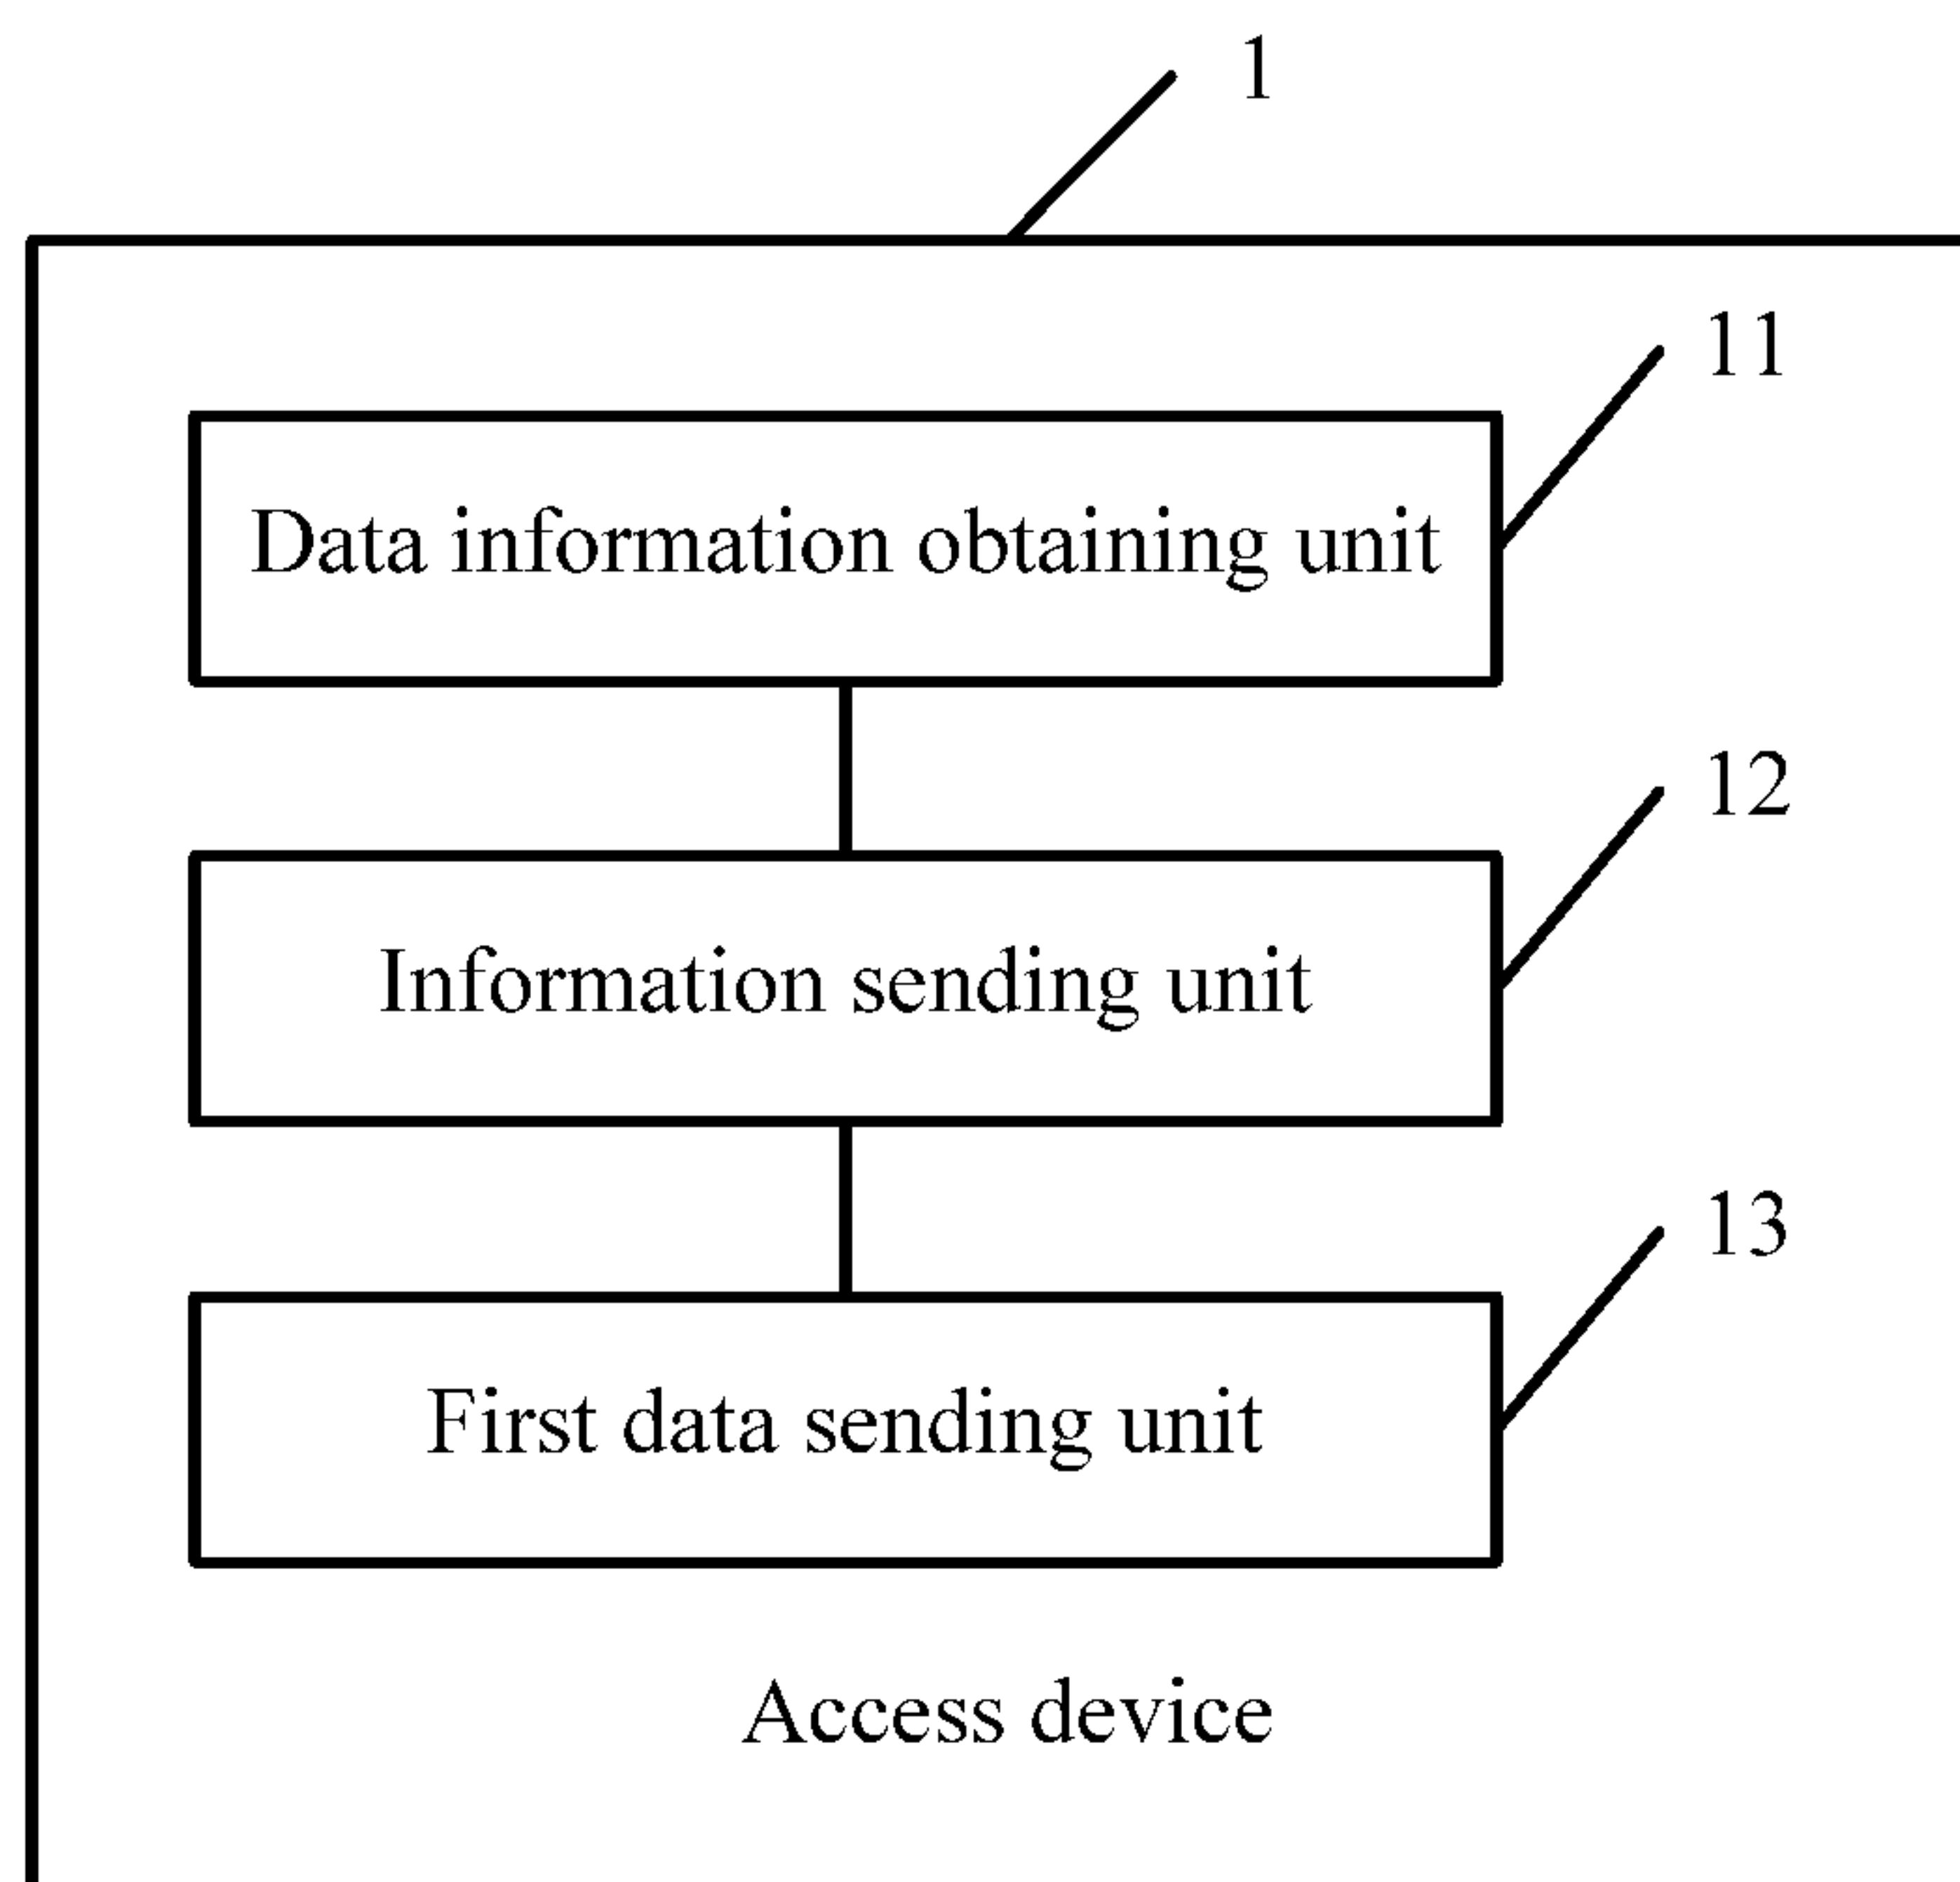 1
11
Data information obtaining unit
12
Information sending unit
13
First data sending unit
Access device